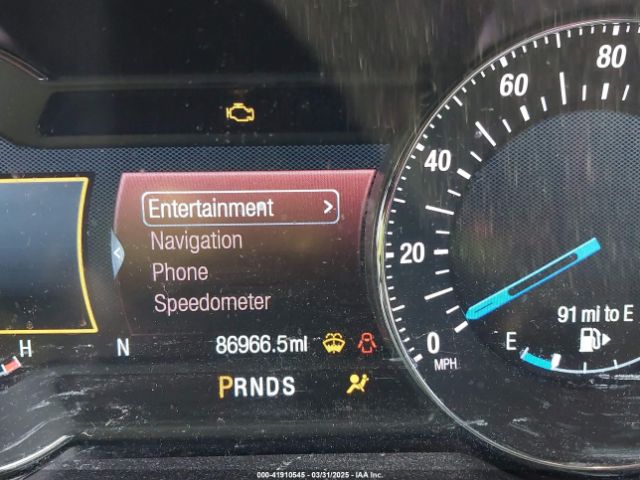 80
60
40
20
0
MPH
Entertainment >
Navigation
Phone
Speedometer
<
H N 86966.5mi
PRNDS
91 mi to E
E
000-41910545 - 03/31/2025 - IAA Inc.